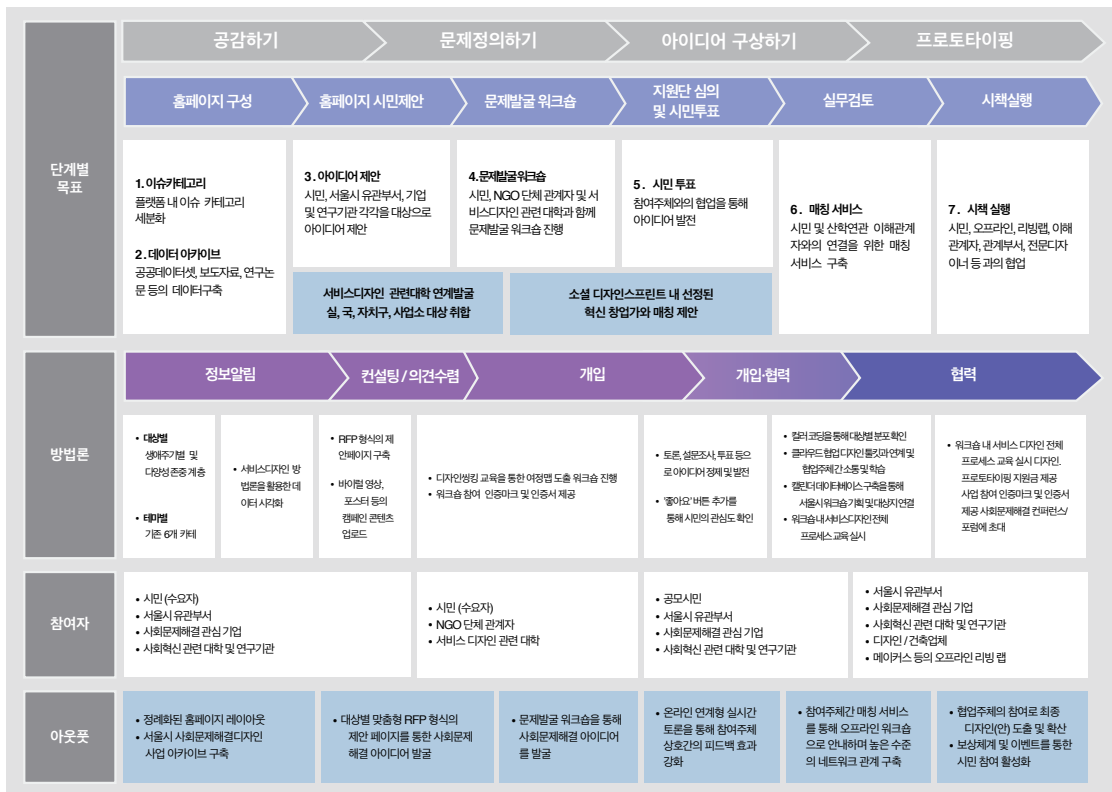 공감하기
문제정의하기
아이디어 구상하기
프로토타이핑
단계별
목표
홈페이지 구성
홈페이지 시민제안
문제발굴 워크숍
지원단 심의
및 시민투표
실무검토
시책실행
1. 이슈카테고리
플랫폼 내 이슈 카테고리
세분화
2. 데이터 아카이브
공공데이터셋, 보도자료, 연구논
문 등의 데이터구축
3. 아이디어 제안
시민, 서울시 유관부서, 기업
및 연구기관 각각을 대상으로
아이디어 제안
4. 문제발굴워크숍
시민, NGO 단체 관계자 및 서
비스디자인 관련 대학과 함께
문제발굴 워크숍 진행
5. 시민 투표
참여주체와의 협업을 통해
아이디어 발전
6. 매칭 서비스
시민 및 산학연관 이해관계
자와의 연결을 위한 매칭
서비스 구축
7. 시책 실행
시민, 오프라인, 리빙랩, 이해
관계자, 관계부서, 전문디자
이너 등 과의 협업
서비스디자인 관련대학 연계발굴
실, 국, 자치구, 사업소 대상 취합
소셜 디자인스프린트 내 선정된
혁신 창업가와 매칭 제안
방법론
정보알림
컨설팅 / 의견수렴
개입
개입·협력
협력
• 대상별
생애주기별 및
다양성 존중 계층
• 테마별
기존 6개 카테
• 서비스디자인 방
법론을 활용한 데
이터 시각화
• RFP 형식의 제
안페이지 구축
• 바이럴 영상,
포스터 등의
캠페인 콘텐츠
업로드
• 디자인씽킹 교육을 통한 여정맵 도출 워크숍 진행
• 워크숍 참여 인증마크 및 인증서 제공
• 토론, 설문조사, 투표 등으
로 아이디어 정제 및 발전
• '좋아요' 버튼 추가를
통해 시민의 관심도 확인
• 컬러 코딩을 통해 대상별 분포 확인
• 클라우드 협업 디자인 툴킷과 연계 및
협업주체 간 소통 및 학습
• 캘린더 데이터베이스 구축을 통해
서울시 워크숍 기획 및 대상지 연결
• 워크숍 내 서비스디자인 전체
프로세스 교육 실시
• 워크숍 내 서비스 디자인 전체
프로세스 교육 실시 디자인.
프로토타이핑 지원금 제공
사업 참여 인증마크 및 인증서
제공 사회문제해결 컨퍼런스/
포럼에 초대
참여자
• 시민 (수요자)
• 서울시 유관부서
• 사회문제해결 관심 기업
• 사회혁신 관련 대학 및 연구기관
• 시민 (수요자)
• NGO 단체 관계자
• 서비스 디자인 관련 대학
• 공모시민
• 서울시 유관부서
• 사회문제해결 관심 기업
• 사회혁신 관련 대학 및 연구기관
• 서울시 유관부서
• 사회문제해결 관심 기업
• 사회혁신 관련 대학 및 연구기관
• 디자인 / 건축업체
• 메이커스 등의 오프라인 리빙 랩
아웃풋
• 정례화된 홈페이지 레이아웃
• 서울시 사회문제해결디자인
사업 아카이브 구축
• 대상별 맞춤형 RFP 형식의
제안 페이지를 통한 사회문제
해결 아이디어 발굴
• 문제발굴 워크숍을 통해
사회문제해결 아이디어
를 발굴
• 온라인 연계형 실시간
토론을 통해 참여주체
상호간의 피드백 효과
강화
• 참여주체간 매칭 서비스
를 통해 오프라인 워크숍
으로 안내하며 높은 수준
의 네트워크 관계 구축
• 협업주체의 참여로 최종
디자인(안) 도출 및 확산
• 보상체계 및 이벤트를 통한
시민 참여 활성화